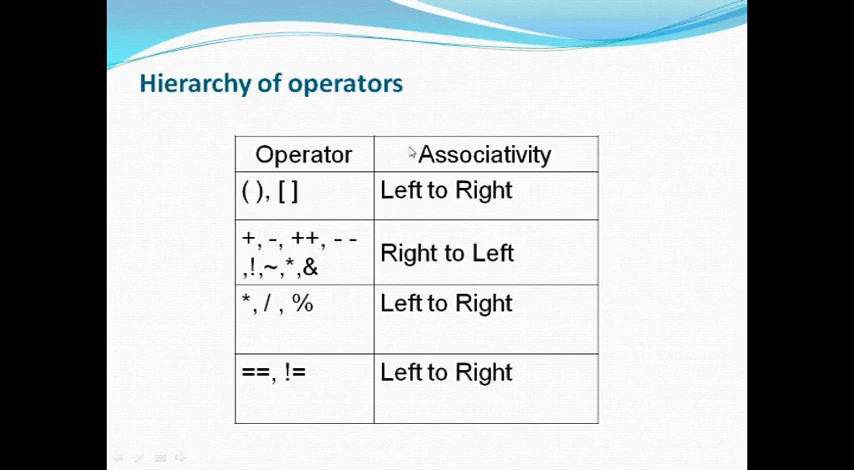 Hierarchy of operators
Operator Associativity
( ), [ ] Left to Right
+, -, ++, - -
,!,~,*,& Right to Left
*, / , % Left to Right
==, != Left to Right